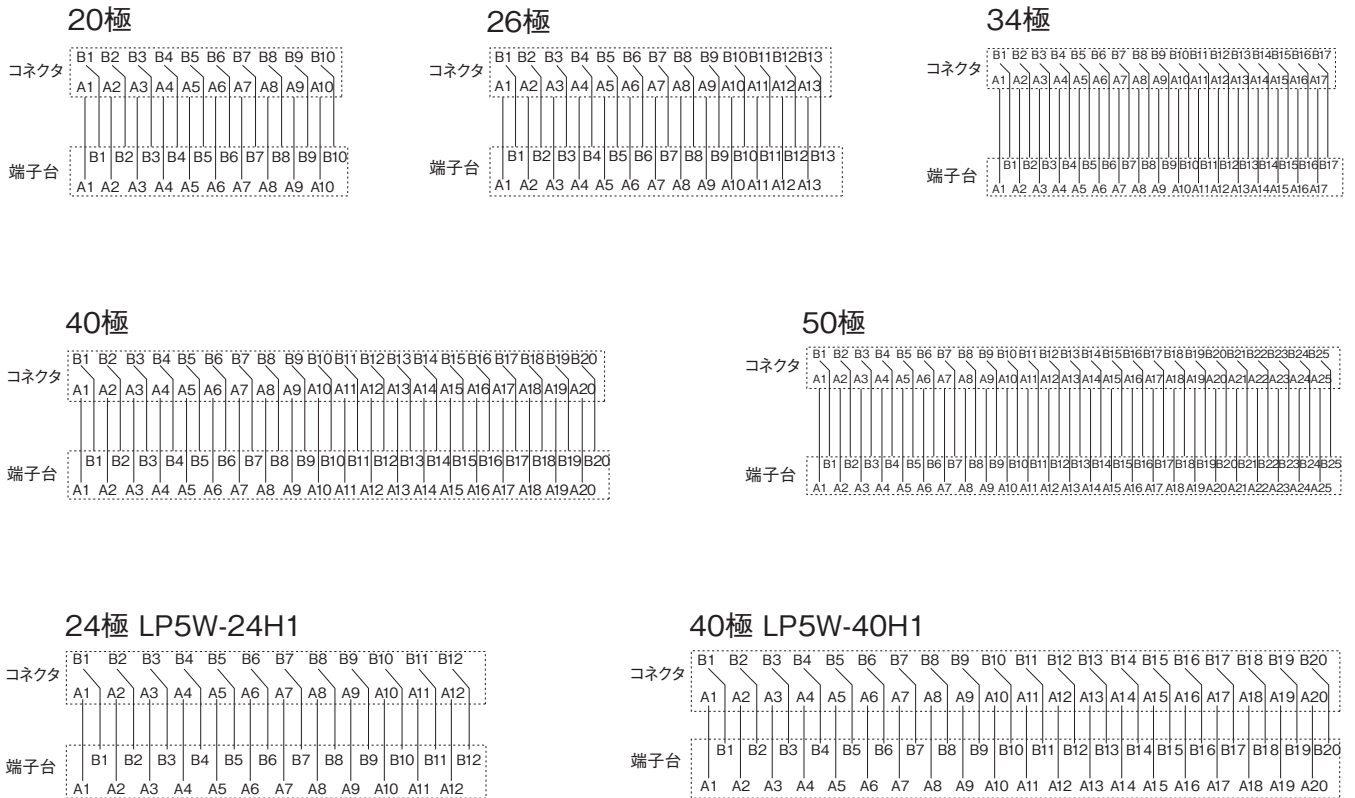 20極
コネクタ
B1 B2 B3 B4 B5 B6 B7 B8 B9 B10
A1 A2 A3 A4 A5 A6 A7 A8 A9 A10
端子台
B1 B2 B3 B4 B5 B6 B7 B8 B9 B10
A1 A2 A3 A4 A5 A6 A7 A8 A9 A10
26極
コネクタ
B1 B2 B3 B4 B5 B6 B7 B8 B9 B10 B11 B12 B13
A1 A2 A3 A4 A5 A6 A7 A8 A9 A10 A11 A12 A13
端子台
B1 B2 B3 B4 B5 B6 B7 B8 B9 B10 B11 B12 B13
A1 A2 A3 A4 A5 A6 A7 A8 A9 A10 A11 A12 A13
34極
コネクタ
B1 B2 B3 B4 B5 B6 B7 B8 B9 B10 B11 B12 B13 B14 B15 B16 B17
A1 A2 A3 A4 A5 A6 A7 A8 A9 A10 A11 A12 A13 A14 A15 A16 A17
端子台
B1 B2 B3 B4 B5 B6 B7 B8 B9 B10 B11 B12 B13 B14 B15 B16 B17
A1 A2 A3 A4 A5 A6 A7 A8 A9 A10 A11 A12 A13 A14 A15 A16 A17
40極
コネクタ
B1 B2 B3 B4 B5 B6 B7 B8 B9 B10 B11 B12 B13 B14 B15 B16 B17 B18 B19 B20
A1 A2 A3 A4 A5 A6 A7 A8 A9 A10 A11 A12 A13 A14 A15 A16 A17 A18 A19 A20
端子台
B1 B2 B3 B4 B5 B6 B7 B8 B9 B10 B11 B12 B13 B14 B15 B16 B17 B18 B19 B20
A1 A2 A3 A4 A5 A6 A7 A8 A9 A10 A11 A12 A13 A14 A15 A16 A17 A18 A19 A20
50極
コネクタ
B1 B2 B3 B4 B5 B6 B7 B8 B9 B10 B11 B12 B13 B14 B15 B16 B17 B18 B19 B20 B21 B22 B23 B24 B25
A1 A2 A3 A4 A5 A6 A7 A8 A9 A10 A11 A12 A13 A14 A15 A16 A17 A18 A19 A20 A21 A22 A23 A24 A25
端子台
B1 B2 B3 B4 B5 B6 B7 B8 B9 B10 B11 B12 B13 B14 B15 B16 B17 B18 B19 B20 B21 B22 B23 B24 B25
A1 A2 A3 A4 A5 A6 A7 A8 A9 A10 A11 A12 A13 A14 A15 A16 A17 A18 A19 A20 A21 A22 A23 A24 A25
24極 LP5W-24H1
コネクタ
B1 B2 B3 B4 B5 B6 B7 B8 B9 B10 B11 B12
A1 A2 A3 A4 A5 A6 A7 A8 A9 A10 A11 A12
端子台
B1 B2 B3 B4 B5 B6 B7 B8 B9 B10 B11 B12
A1 A2 A3 A4 A5 A6 A7 A8 A9 A10 A11 A12
40極 LP5W-40H1
コネクタ
B1 B2 B3 B4 B5 B6 B7 B8 B9 B10 B11 B12 B13 B14 B15 B16 B17 B18 B19 B20
A1 A2 A3 A4 A5 A6 A7 A8 A9 A10 A11 A12 A13 A14 A15 A16 A17 A18 A19 A20
端子台
B1 B2 B3 B4 B5 B6 B7 B8 B9 B10 B11 B12 B13 B14 B15 B16 B17 B18 B19 B20
A1 A2 A3 A4 A5 A6 A7 A8 A9 A10 A11 A12 A13 A14 A15 A16 A17 A18 A19 A20